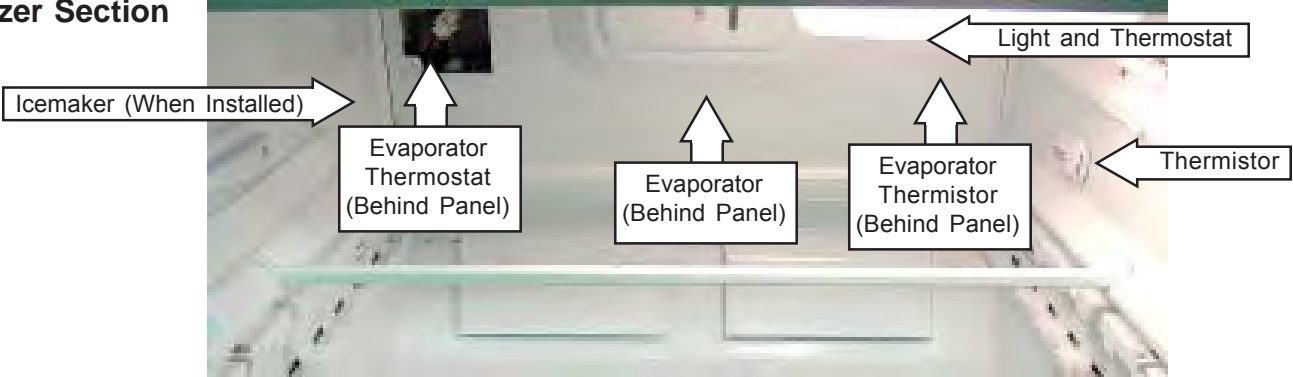 zer Section
Light and Thermostat
Icemaker (When Installed)
Evaporator
Thermostat
(Behind Panel)
Evaporator
(Behind Panel)
Evaporator
Thermistor
(Behind Panel)
Thermistor